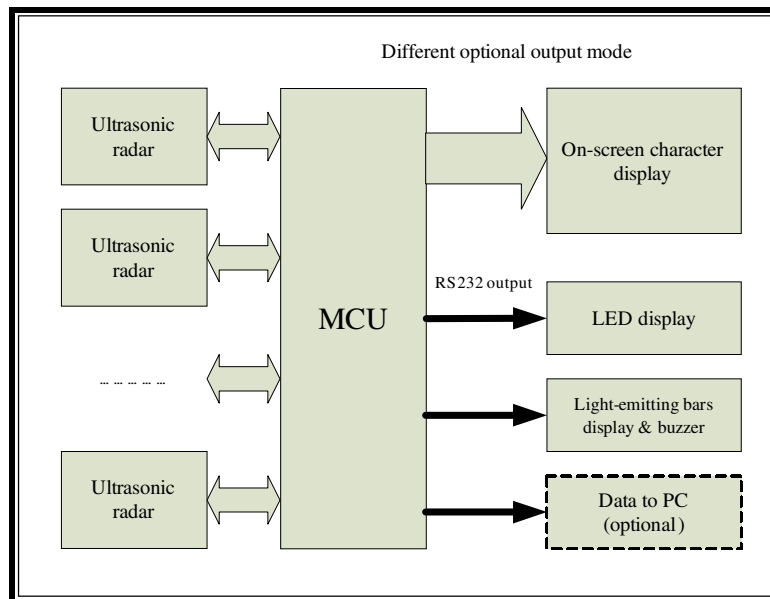 Different optional output mode
Ultrasonic
radar
Ultrasonic
radar
... ... ... ... ...
Ultrasonic
radar
MCU
On-screen character
display
RS232 output
LED display
Light-emitting bars
display & buzzer
Data to PC
(optional)